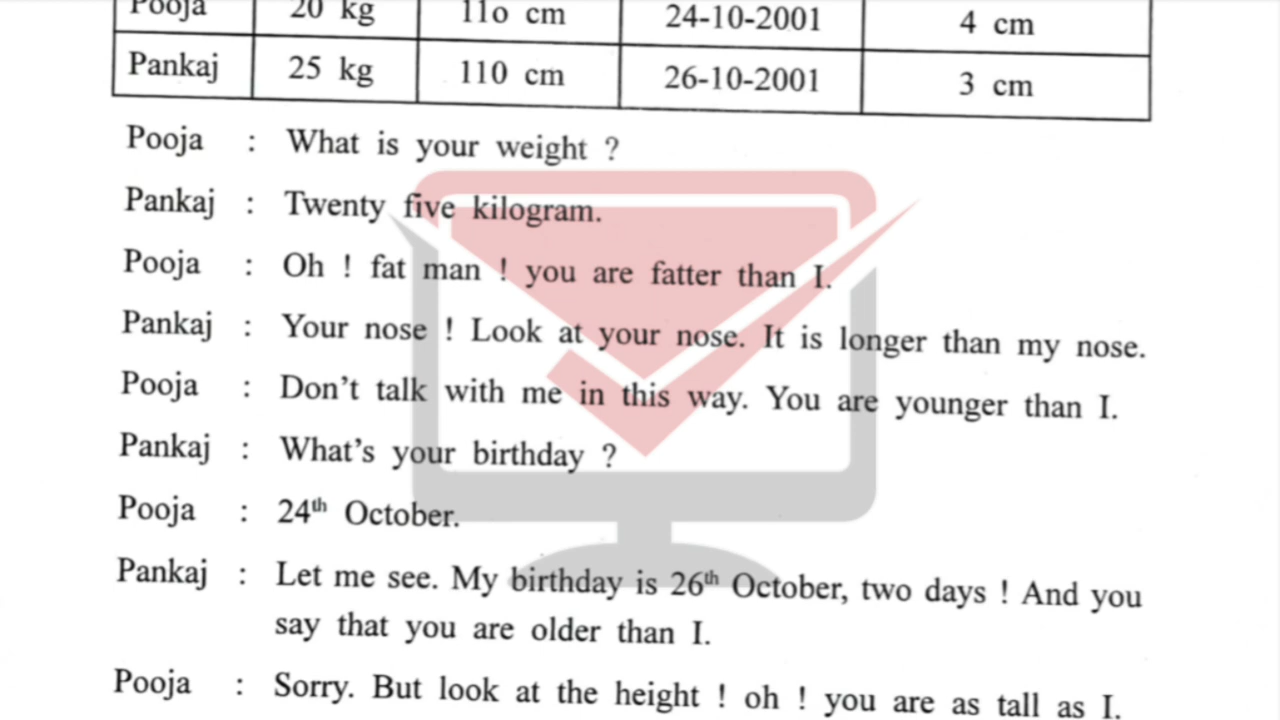 Pooja 20 kg 11o cm 24-10-2001 4 cm
Pankaj 25 kg 110 cm 26-10-2001 3 cm
Pooja : What is your weight ?
Pankaj : Twenty five kilogram.
Pooja : Oh ! fat man ! you are fatter than I.
Pankaj : Your nose ! Look at your nose. It is longer than my nose.
Pooja : Don't talk with me in this way. You are younger than I.
Pankaj : What's your birthday ?
Pooja : 24th October.
Pankaj : Let me see. My birthday is 26th October, two days ! And you
say that you are older than I.
Pooja : Sorry. But look at the height ! oh ! you are as tall as I.